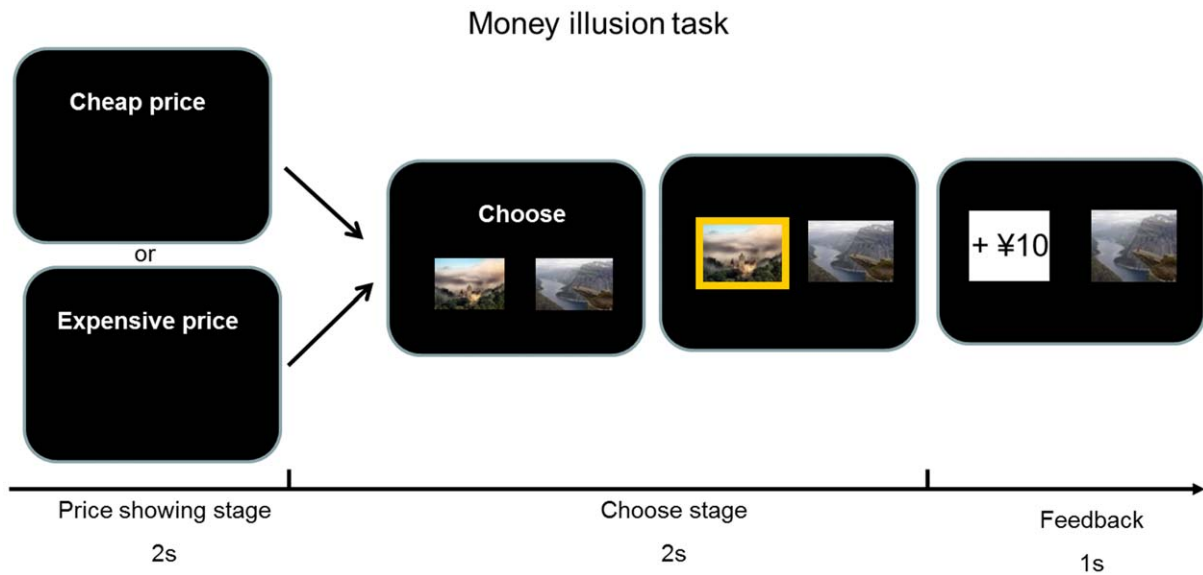 Money illusion task
Cheap price
or
Expensive price
Choose
+ ¥10
Price showing stage
2s
Choose stage
2s
Feedback
1s